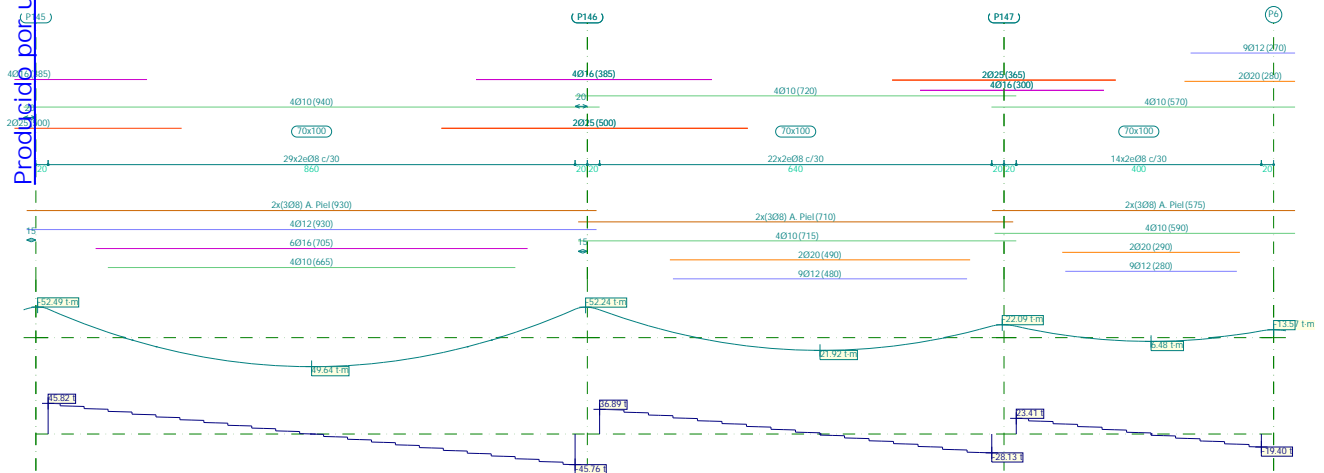 Producido por u
P145
P146
P147
P6
9Ø12(270)
4Ø16(385)
4Ø16(385)
2Ø25(365)
2Ø20(280)
4Ø16(300)
4Ø10(720)
20
4Ø10(940)
4Ø10(570)
2Ø25(500)
2Ø25(500)
70x100
70x100
70x100
29x2eØ8 c/30
22x2eØ8 c/30
14x2eØ8 c/30
20
860
20
20
640
20
20
400
20
2x(3Ø8) A. Piel(930)
2x(3Ø8) A. Piel(710)
2x(3Ø8) A. Piel(575)
4Ø12(930)
4Ø10(590)
15
4Ø10(715)
15
6Ø16(705)
2Ø20(290)
2Ø20(490)
4Ø10(665)
9Ø12(280)
9Ø12(480)
-52.49 t·m
-52.24 t·m
-22.09 t·m
-13.57 t·m
49.64 t·m
21.92 t·m
6.48 t·m
45.82 t
36.89 t
23.41 t
-45.76 t
-28.13 t
-19.40 t